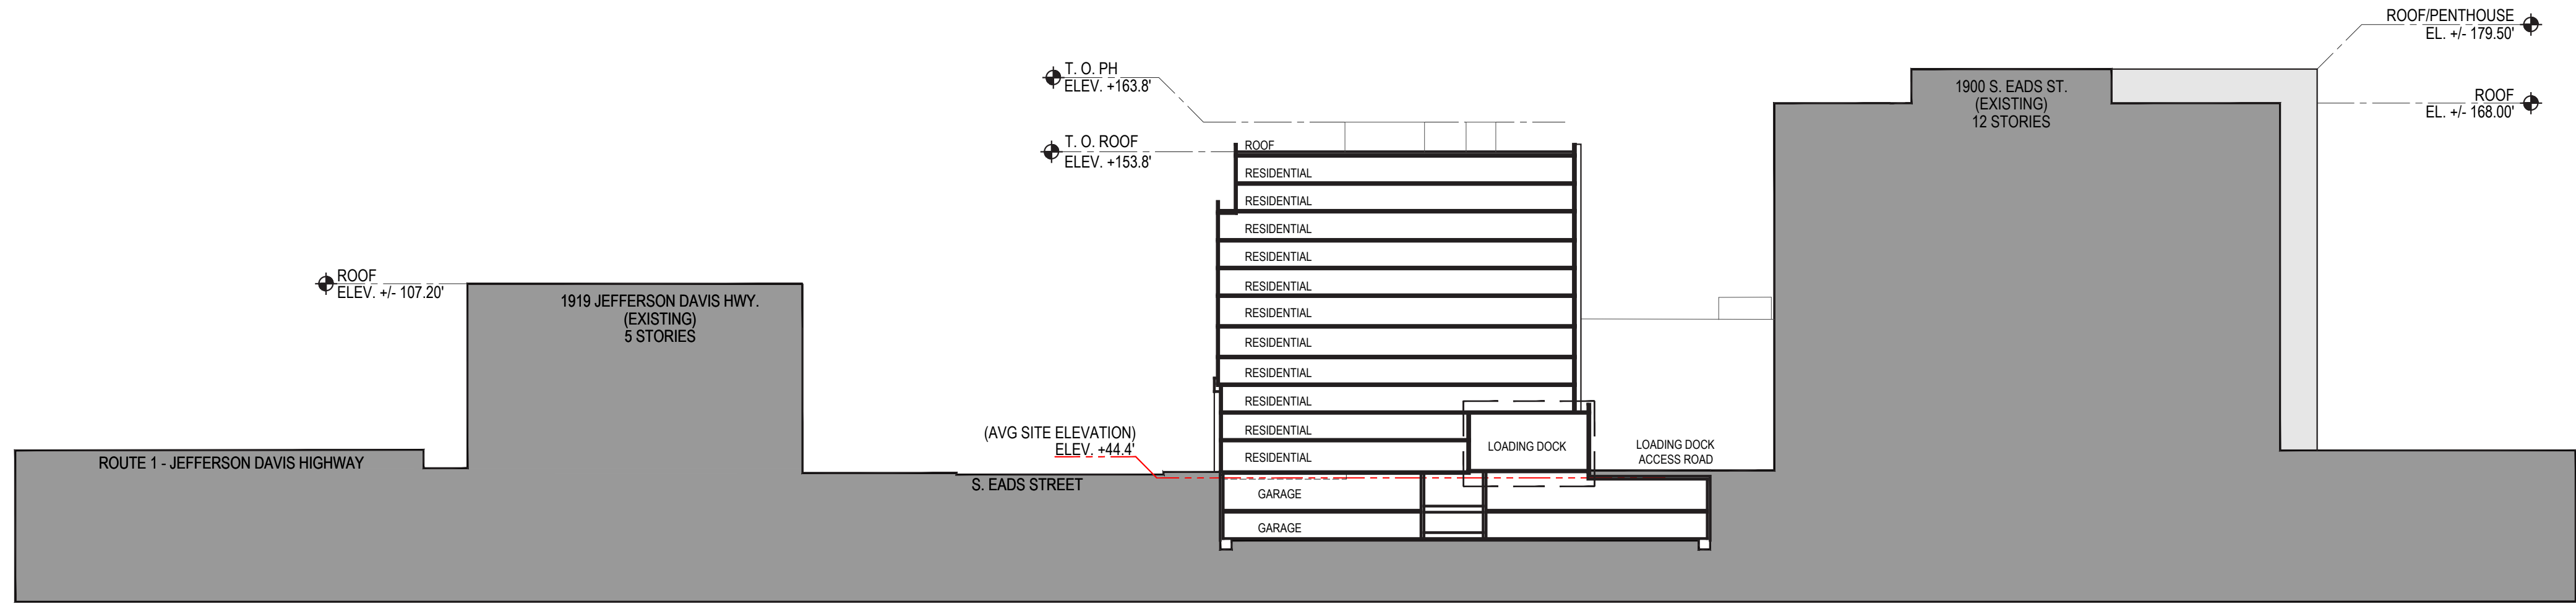 ROOF/PENTHOUSE
EL. +/- 179.50'
ROOF
EL. +/- 168.00'
1900 S. EADS ST.
(EXISTING)
12 STORIES
T. O. PH
ELEV. +163.8'
T. O. ROOF
ELEV. +153.8'
ROOF
RESIDENTIAL
RESIDENTIAL
RESIDENTIAL
RESIDENTIAL
RESIDENTIAL
RESIDENTIAL
RESIDENTIAL
RESIDENTIAL
RESIDENTIAL
RESIDENTIAL
RESIDENTIAL
GARAGE
GARAGE
LOADING DOCK
LOADING DOCK
ACCESS ROAD
ROOF
ELEV. +/- 107.20'
1919 JEFFERSON DAVIS HWY.
(EXISTING)
5 STORIES
(AVG SITE ELEVATION)
ELEV. +44.4'
ROUTE 1 - JEFFERSON DAVIS HIGHWAY
S. EADS STREET